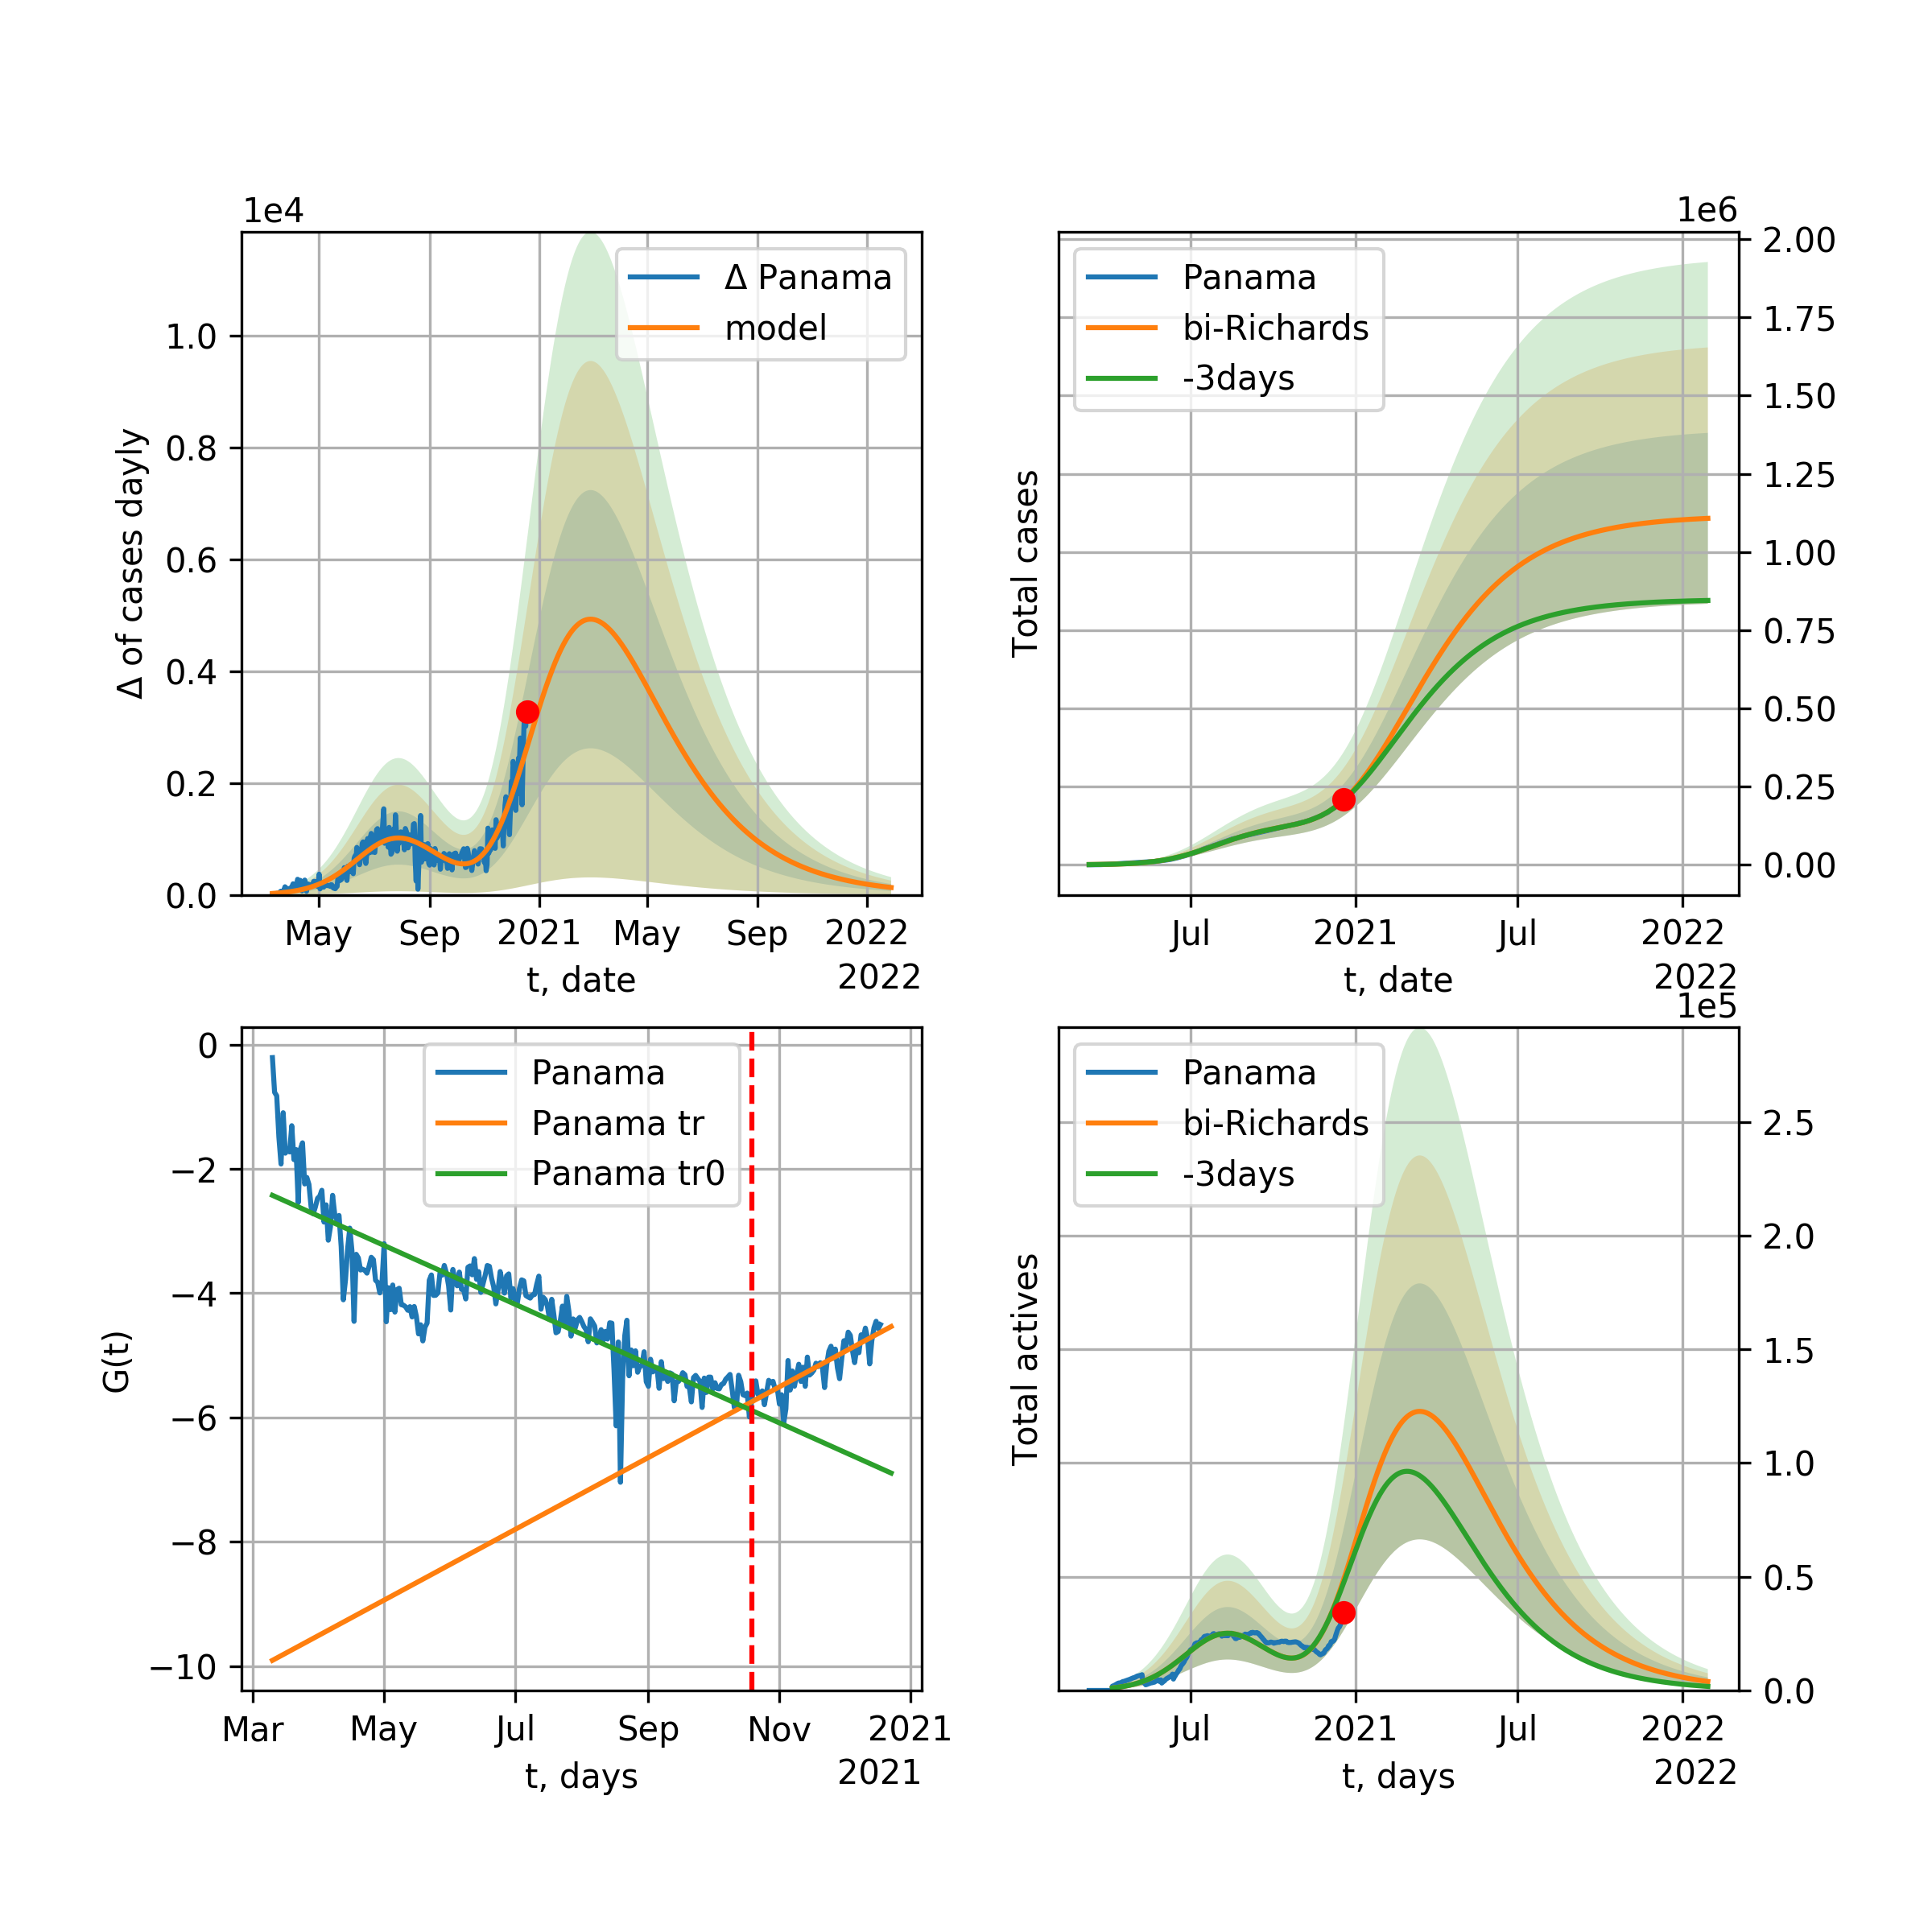 1e4
Δ of cases dayly
1.0
0.8
0.6
0.4
0.2
0.0
Δ Panama
model
May Sep 2021 May Sep 2022
t, date
2022
1e6
Total cases
Panama
bi-Richards
-3days
2.00
1.75
1.50
1.25
1.00
0.75
0.50
0.25
0.00
Jul 2021 Jul 2022
t, date
2022
G(t)
0
−2
−4
−6
−8
−10
Panama
Panama tr
Panama tr0
Mar May Jul Sep Nov 2021
t, days
2021
1e5
Total actives
Panama
bi-Richards
-3days
2.5
2.0
1.5
1.0
0.5
0.0
Jul 2021 Jul 2022
t, days
2022